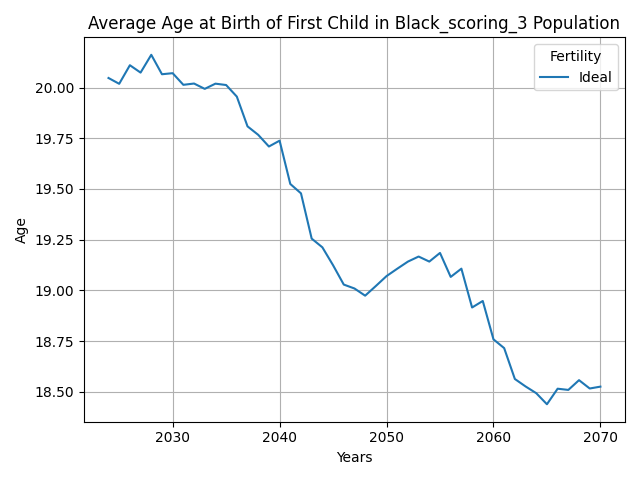 Average Age at Birth of First Child in Black_scoring_3 Population
Fertility
Ideal
20.00
19.75
19.50
19.25
19.00
18.75
18.50
Age
2030 2040 2050 2060 2070
Years